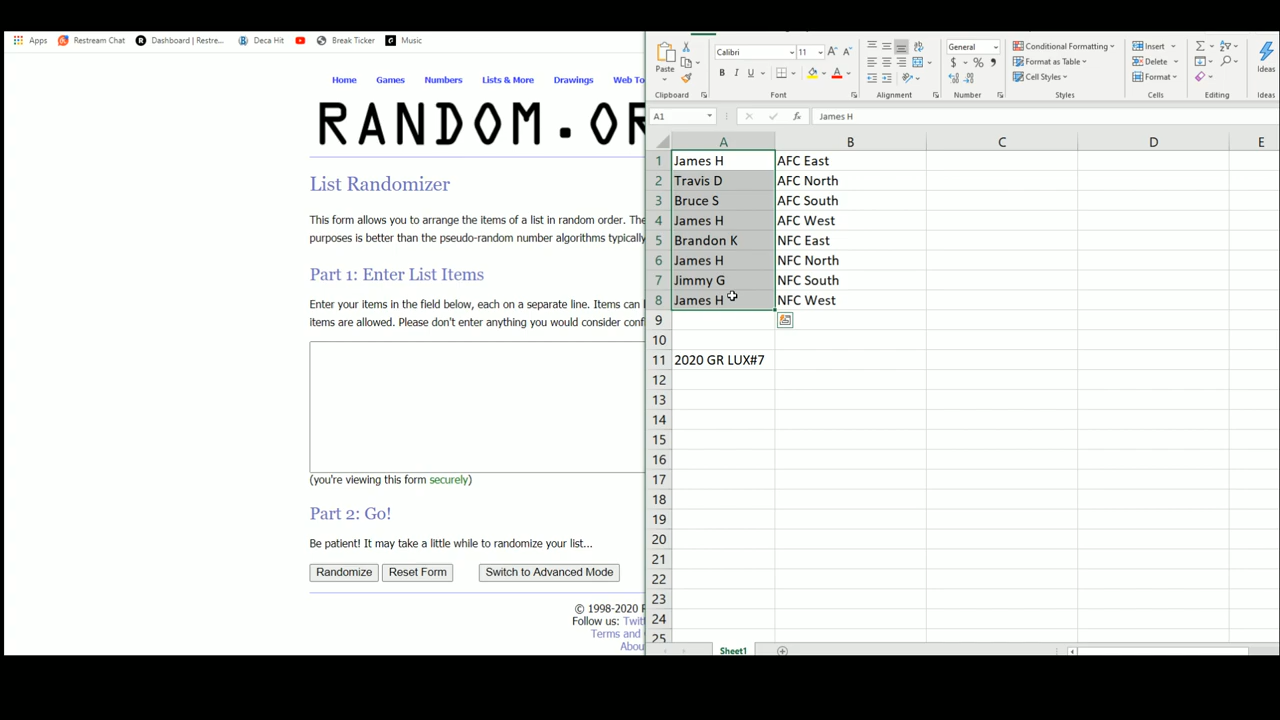 Apps
Restream Chat
Dashboard | Restre...
Deca Hit
Break Ticker
Music
Home
Games
Numbers
Lists & More
Drawings
Web To
RANDOM.OR
List Randomizer
This form allows you to arrange the items of a list in random order. The
purposes is better than the pseudo-random number algorithms typically
Part 1: Enter List Items
Enter your items in the field below, each on a separate line. Items can
items are allowed. Please don't enter anything you would consider conf
(you're viewing this form securely)
Part 2: Go!
Be patient! It may take a little while to randomize your list...
Randomize
Reset Form
Switch to Advanced Mode
© 1998-2020 R
Follow us: Twit
Terms and
Abou
Paste
Clipboard
Calibri
11
B I U
Font
Alignment
General
$ % ,
Number
Conditional Formatting
Format as Table
Cell Styles
Styles
Insert
Delete
Format
Cells
Editing
Ideas
Ideas
A1
fx
James H
A B C D E
1 James H AFC East
2 Travis D AFC North
3 Bruce S AFC South
4 James H AFC West
5 Brandon K NFC East
6 James H NFC North
7 Jimmy G NFC South
8 James H NFC West
9
10
11 2020 GR LUX#7
12
13
14
15
16
17
18
19
20
21
22
23
24
25
Sheet1